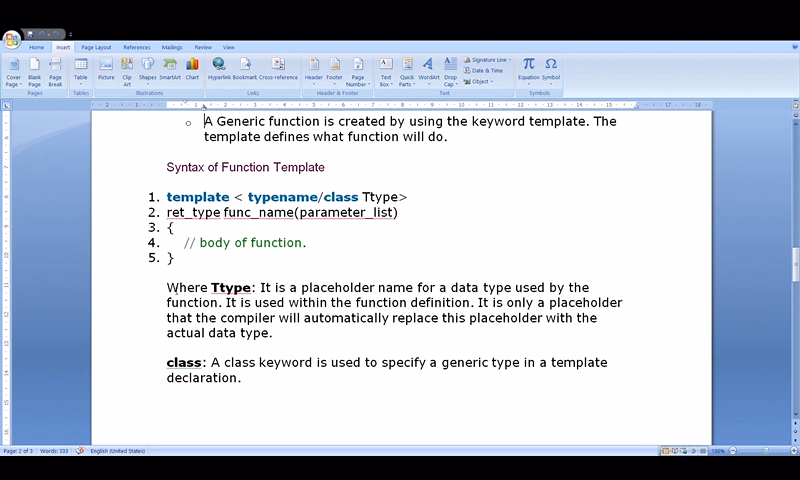 Home Insert Page Layout References Mailings Review View
Cover Page Blank Page Page Break Table Picture Clip Art Shapes SmartArt Chart Hyperlink Bookmark Cross-reference Header Footer Page Number Text Box Quick Parts WordArt Drop Cap Signature Line Date & Time Object Equation Symbol
Pages Tables Illustrations Links Header & Footer Text Symbols
A Generic function is created by using the keyword template. The
template defines what function will do.
Syntax of Function Template
1. template < typename/class Ttype>
2. ret_type func_name(parameter_list)
3. {
4. // body of function.
5. }
Where Ttype: It is a placeholder name for a data type used by the
function. It is used within the function definition. It is only a placeholder
that the compiler will automatically replace this placeholder with the
actual data type.
class: A class keyword is used to specify a generic type in a template
declaration.
Page: 2 of 3 Words: 333 English (United States) 150%